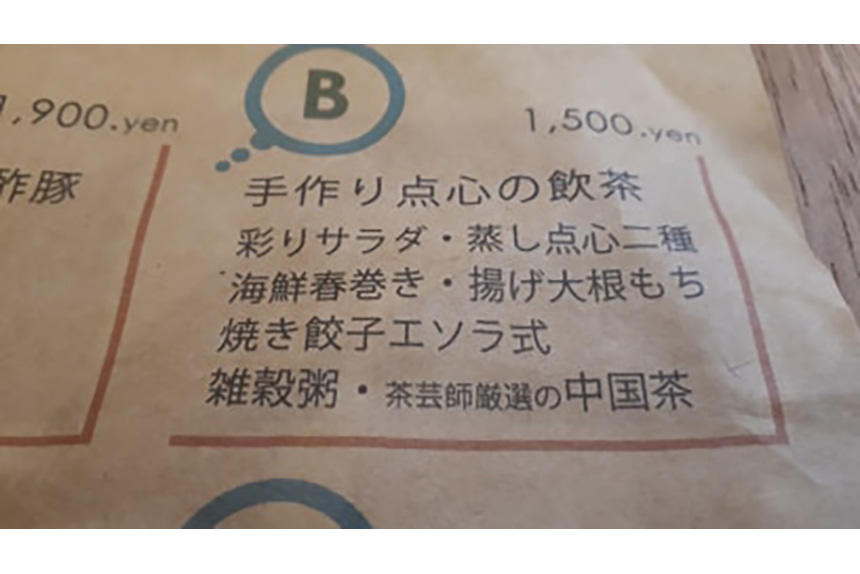 1,900.yen
酢豚
B
1,500.yen
手作り点心の飲茶
彩りサラダ・蒸し点心二種
海鮮春巻き・揚げ大根もち
焼き餃子エソラ式
雑穀粥・茶芸師厳選の中国茶